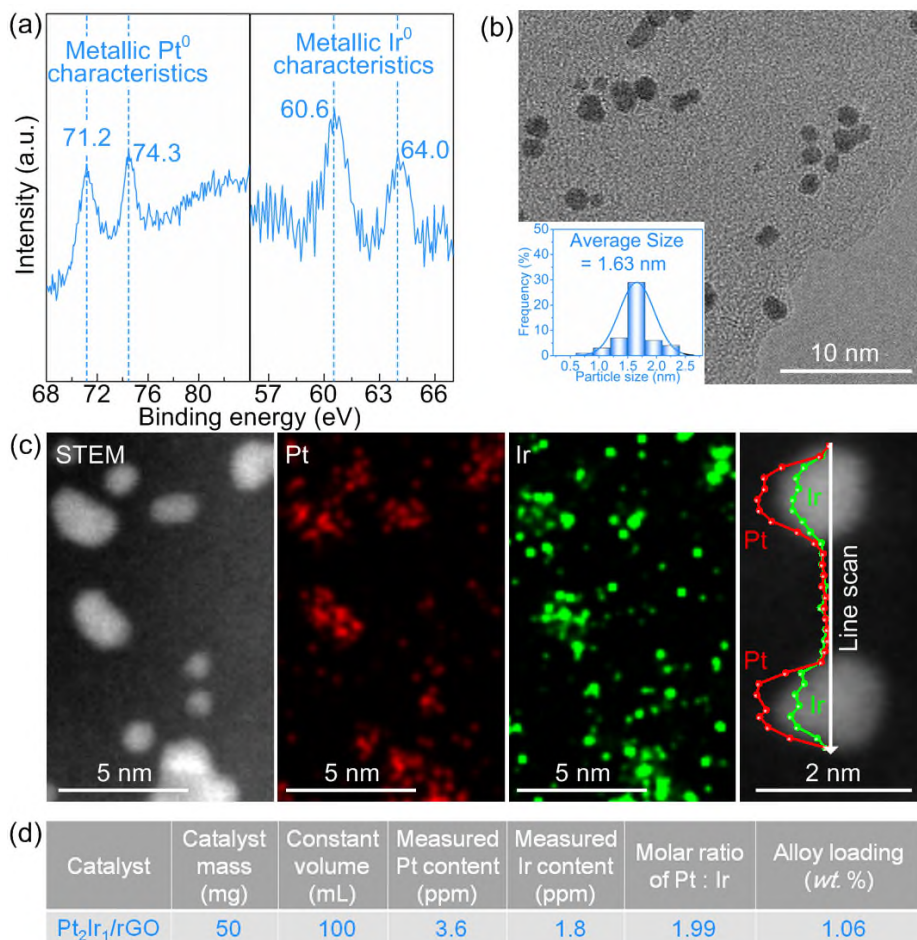 (a)
Metallic Pt⁰
characteristics
Metallic Ir⁰
characteristics
71.2
74.3
60.6
64.0
Intensity (a.u.)
68 72 76 80 57 60 63 66
Binding energy (eV)
(b)
Average Size
= 1.63 nm
Frequency (%)
50
40
30
20
10
0
0.5 1.0 1.5 2.0 2.5
Particle size (nm)
10 nm
(c)
STEM
5 nm
Pt
5 nm
Ir
5 nm
Ir
Pt
Line scan
Pt
Ir
2 nm
(d)
Catalyst Catalyst mass (mg) Constant volume (mL) Measured Pt content (ppm) Measured Ir content (ppm) Molar ratio of Pt : Ir Alloy loading (wt. %)
Pt₂Ir₁/rGO 50 100 3.6 1.8 1.99 1.06